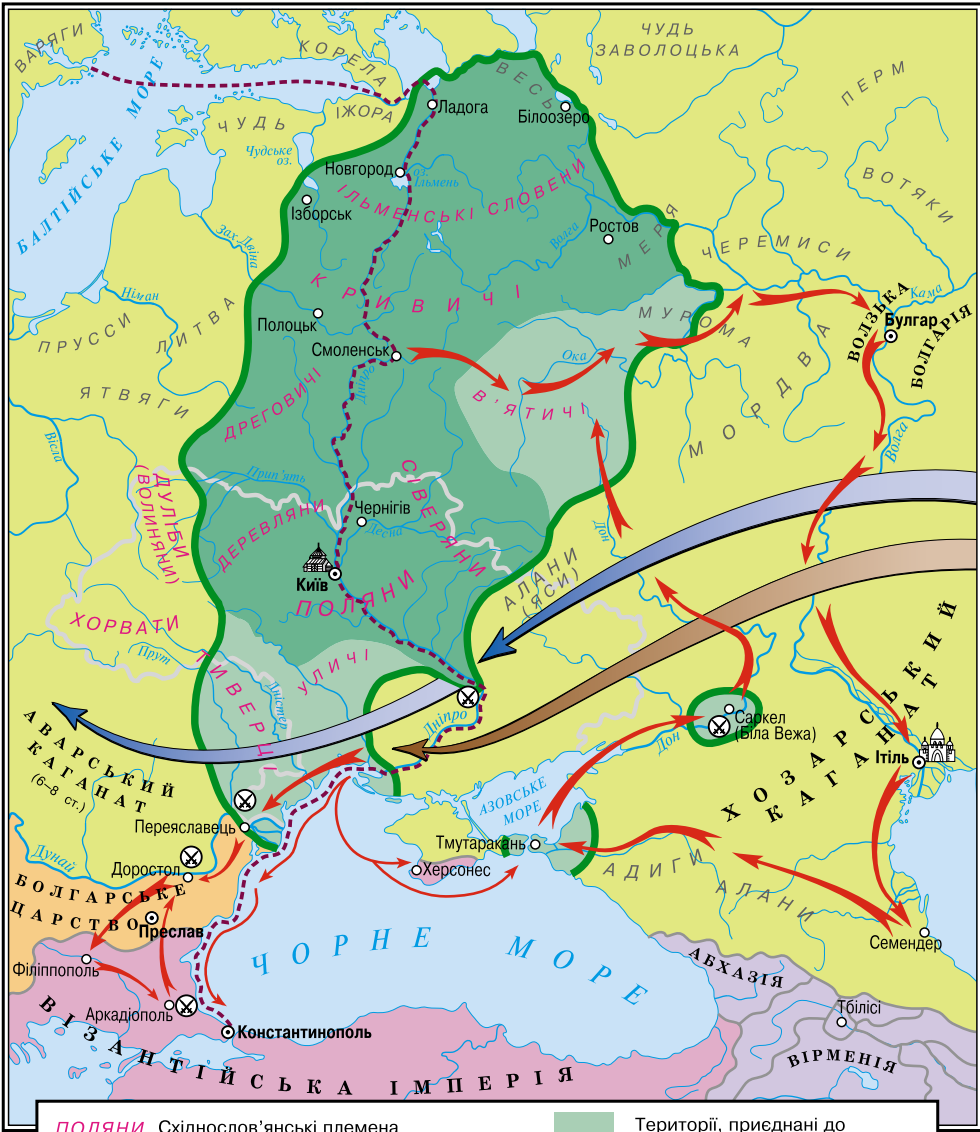 ВАРЯГИ
КОРЕЛА
ЧУДЬ
ЗАВОЛОЦЬКА
ПЕРМ
ВЕСЬ
Ладога
Білоозеро
ІЖОРА
ЧУДЬ
Чудське
оз.
БАЛТІЙСЬКЕ МОРЕ
Новгород
оз.
Ільмень
ІЛЬМЕНСЬКІ СЛОВЕНИ
ВОТЯКИ
Ізборськ
Ростов
Волга
МЕРЯ
ЧЕРЕМИСИ
Зах. Двіна
Німан
КРИВИЧІ
Кама
ПРУССИ
ЛИТВА
Полоцьк
МУРОМА
ВОЛЗЬКА
БОЛГАРІЯ
Булгар
Смоленськ
Ока
Дніпро
МОРДВА
ЯТВЯГИ
ДРЕГОВИЧІ
В'ЯТИЧІ
Вісла
Волга
Прип'ять
ДУЛІБИ
(ВОЛИНЯНИ)
СІВЕРЯНИ
Чернігів
Десна
ДЕРЕВЛЯНИ
Дон
Київ
ПОЛЯНИ
АЛАНИ
(ЯСИ)
ХОРВАТИ
Прут
ТИВЕРЦІ
УЛИЧІ
Дністер
Дніпро
АВАРСЬКИЙ
КАГАНАТ
(6–8 ст.)
Саркел
(Біла Вежа)
Дон
ХОЗАРСЬКИЙ
КАГАНАТ
Ітіль
АЗОВСЬКЕ
МОРЕ
Переяславець
Тмутаракань
Дунай
Доростол
Херсонес
АДИГИ
АЛАНИ
БОЛГАРСЬКЕ
ЦАРСТВО
Преслав
Семендер
ЧОРНЕ МОРЕ
Філіппополь
АБХАЗІЯ
Аркадіополь
Тбілісі
Константинополь
ВІРМЕНІЯ
ВІЗАНТІЙСЬКА ІМПЕРІЯ
ПОЛЯНИ Східнослов'янські племена
Території, приєднані до